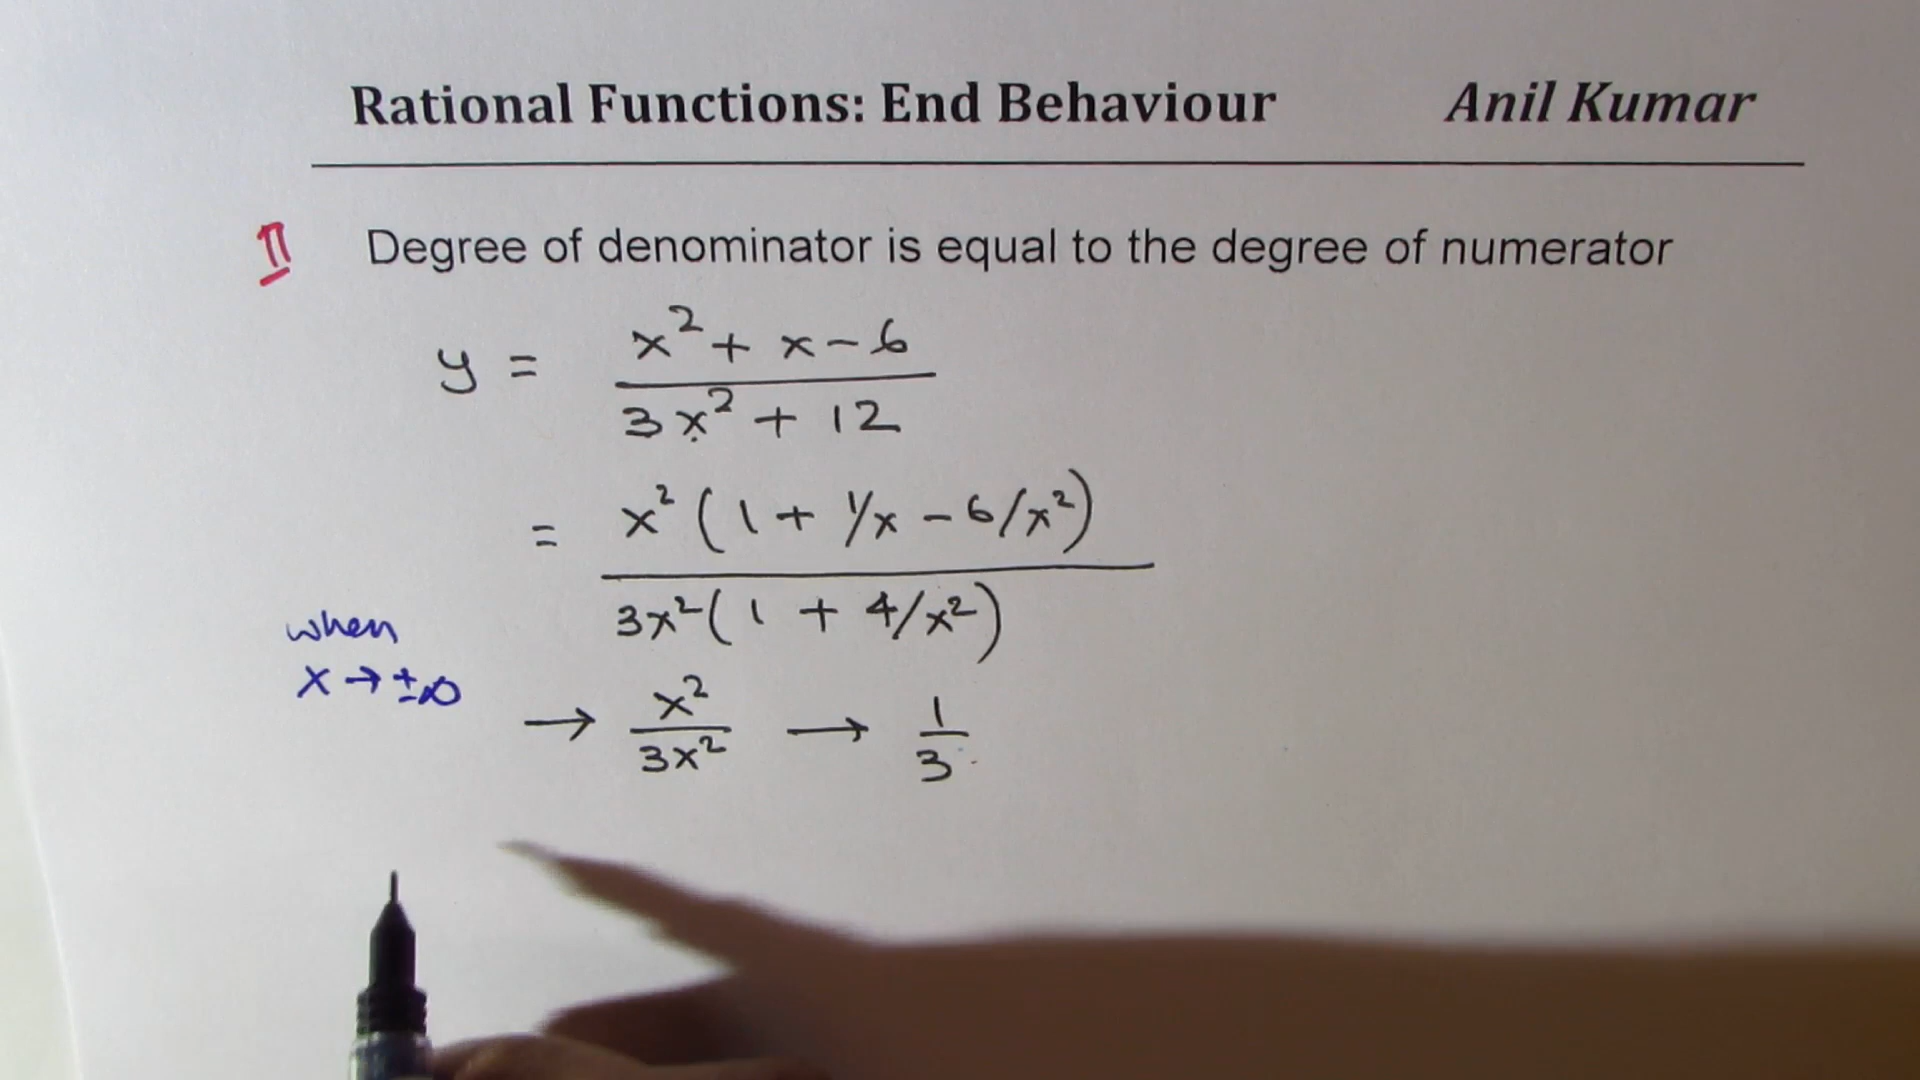 Rational Functions: End Behaviour Anil Kumar
II Degree of denominator is equal to the degree of numerator
y = x² + x - 6
3x² + 12
= x² ( 1 + 1/x - 6/x² )
3x² ( 1 + 4/x² )
when
x → ±∞
→ x² / 3x² → 1 / 3